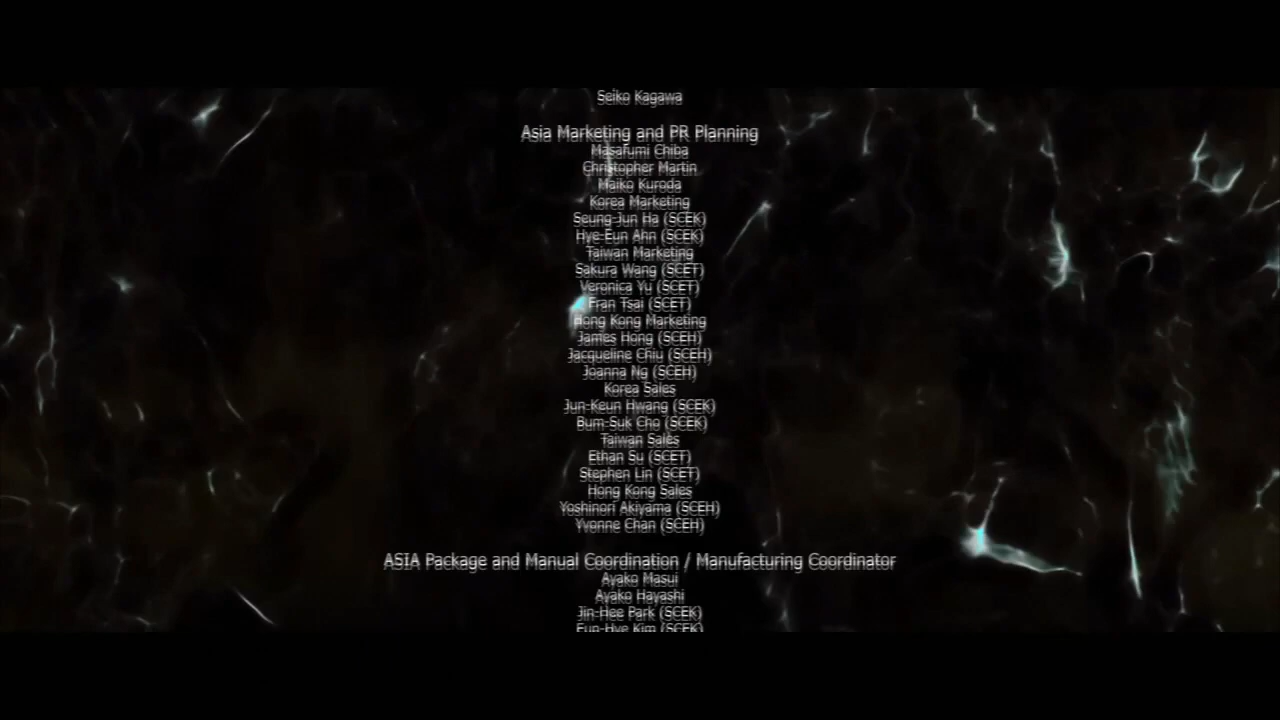 Seiko Kagawa
Asia Marketing and PR Planning
Masafumi Chiba
Christopher Martin
Maiko Kuroda
Korea Marketing
Seung-Jun Ha (SCEK)
Hye-Eun Ahn (SCEK)
Taiwan Marketing
Sakura Wang (SCET)
Veronica Yu (SCET)
Fran Tsai (SCET)
Hong Kong Marketing
James Hong (SCEH)
Jacqueline Chiu (SCEH)
Joanna Ng (SCEH)
Korea Sales
Jun-Keun Hwang (SCEK)
Bum-Suk Cho (SCEK)
Taiwan Sales
Ethan Su (SCET)
Stephen Lin (SCET)
Hong Kong Sales
Yoshinori Akiyama (SCEH)
Yvonne Chan (SCEH)
ASIA Package and Manual Coordination / Manufacturing Coordinator
Ayako Masui
Ayako Hayashi
Jin-Hee Park (SCEK)
Eun-Hye Kim (SCEK)